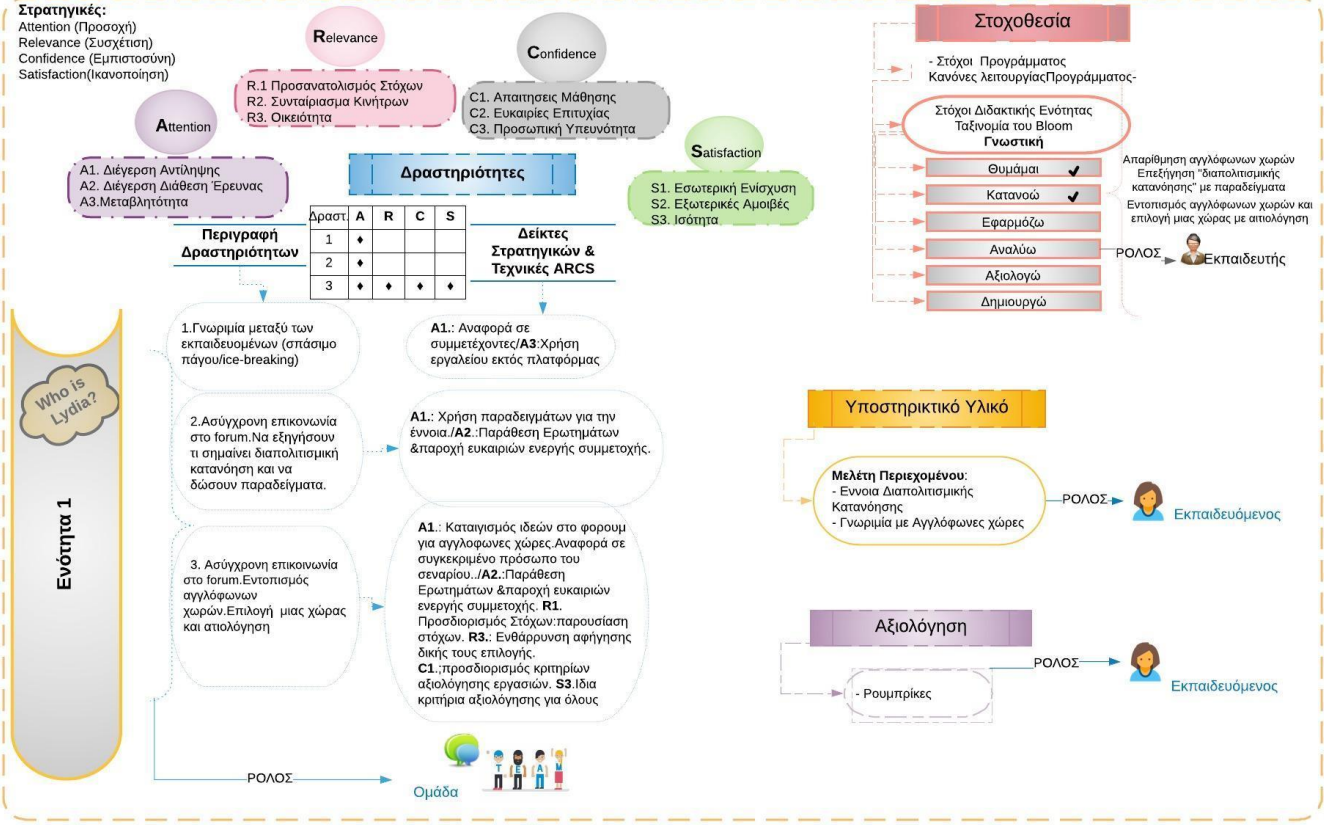 Στρατηγικές:
Attention (Προσοχή)
Relevance (Συσχέτιση)
Confidence (Εμπιστοσύνη)
Satisfaction(Ικανοποίηση)
Attention
A1. Διέγερση Αντίληψης
A2. Διέγερση Διάθεση Έρευνας
A3.Μεταβλητότητα
Relevance
R.1 Προσανατολισμός Στόχων
R2. Συνταίριασμα Κινήτρων
R3. Οικειότητα
Confidence
C1. Απαιτησεις Μάθησης
C2. Ευκαιρίες Επιτυχίας
C3. Προσωπική Υπευνότητα
Satisfaction
S1. Εσωτερική Ενίσχυση
S2. Εξωτερικές Αμοιβές
S3. Ισότητα
Δραστηριότητες
Δραστ. A R C S
1 ♦
2 ♦
3 ♦ ♦ ♦ ♦
Περιγραφή
Δραστηριότητων
Δείκτες
Στρατηγικών &
Τεχνικές ARCS
Who is
Lydia?
Ενότητα 1
1.Γνωριμία μεταξύ των
εκπαιδευομένων (σπάσιμο
πάγου/ice-breaking)
A1.: Αναφορά σε
συμμετέχοντες/A3:Χρήση
εργαλείου εκτός πλατφόρμας
2.Ασύγχρονη επικονωνία
στο forum.Να εξηγήσουν
τι σημαίνει διαπολιτισμική
κατανόηση και να
δώσουν παραδείγματα.
A1.: Χρήση παραδειγμάτων για την
έννοια./A2.:Παράθεση Ερωτημάτων
&παροχή ευκαιριών ενεργής συμμετοχής.
3. Ασύγχρονη επικοινωνία
στο forum.Εντοπισμός
αγγλόφωνων
χωρών.Επιλογή μιας χώρας
και ατιολόγηση
A1.: Καταιγισμός ιδεών στο φορουμ
για αγγλοφωνες χώρες.Αναφορά σε
συγκεκριμένο πρόσωπο του
σεναρίου../A2.:Παράθεση
Ερωτημάτων &παροχή ευκαιριών
ενεργής συμμετοχής. R1.
Προσδιορισμός Στόχων:παρουσίαση
στόχων. R3.: Ενθάρρυνση αφήγησης
δικής τους επιλογής.
C1.;προσδιορισμός κριτηρίων
αξιολόγησης εργασιών. S3.Ιδια
κριτήρια αξιολόγησης για όλους
ΡΟΛΟΣ
TEAM
Ομάδα
Στοχοθεσία
- Στόχοι Προγράμματος
Κανόνες λειτουργίαςΠρογράμματος-
Στόχοι Διδακτικής Ενότητας
Ταξινομία του Bloom
Γνωστική
Θυμάμαι ✔
Κατανοώ ✔
Εφαρμόζω
Αναλύω
Αξιολογώ
Δημιουργώ
Απαρίθμηση αγγλόφωνων χωρών
Επεξήγηση "διαπολιτισμικής
κατανόησης" με παραδείγματα
Εντοπισμός αγγλοφώνων χωρών και
επιλογή μιας χώρας με αιτιολόγηση
ΡΟΛΟΣ
Εκπαιδευτής
Υποστηρικτικό Υλικό
Μελέτη Περιεχομένου:
- Εννοια Διαπολιτισμικής
Κατανόησης
- Γνωριμία με Αγγλόφωνες χώρες
ΡΟΛΟΣ
Εκπαιδευόμενος
Αξιολόγηση
- Ρουμπρίκες
ΡΟΛΟΣ
Εκπαιδευόμενος